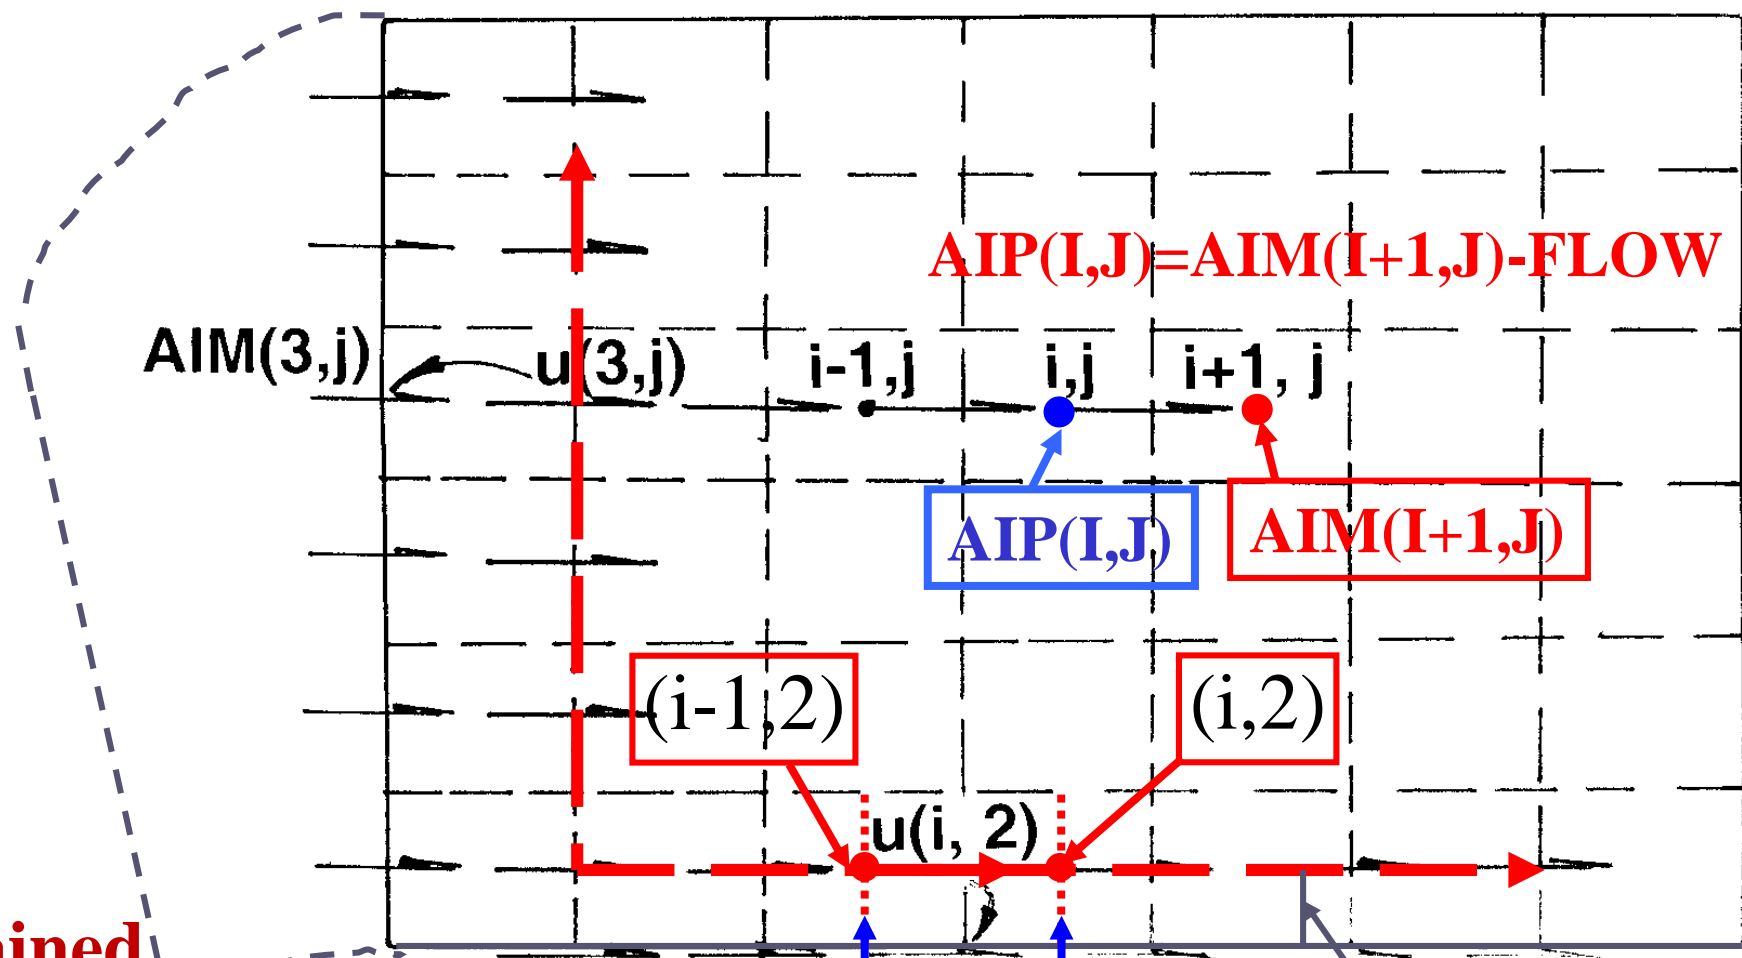 AIP(I,J)=AIM(I+1,J)-FLOW
AIM(3,j)
u(3,j)
i-1,j
i,j
i+1, j
AIP(I,J)
AIM(I+1,J)
(i-1,2)
(i,2)
u(i, 2)